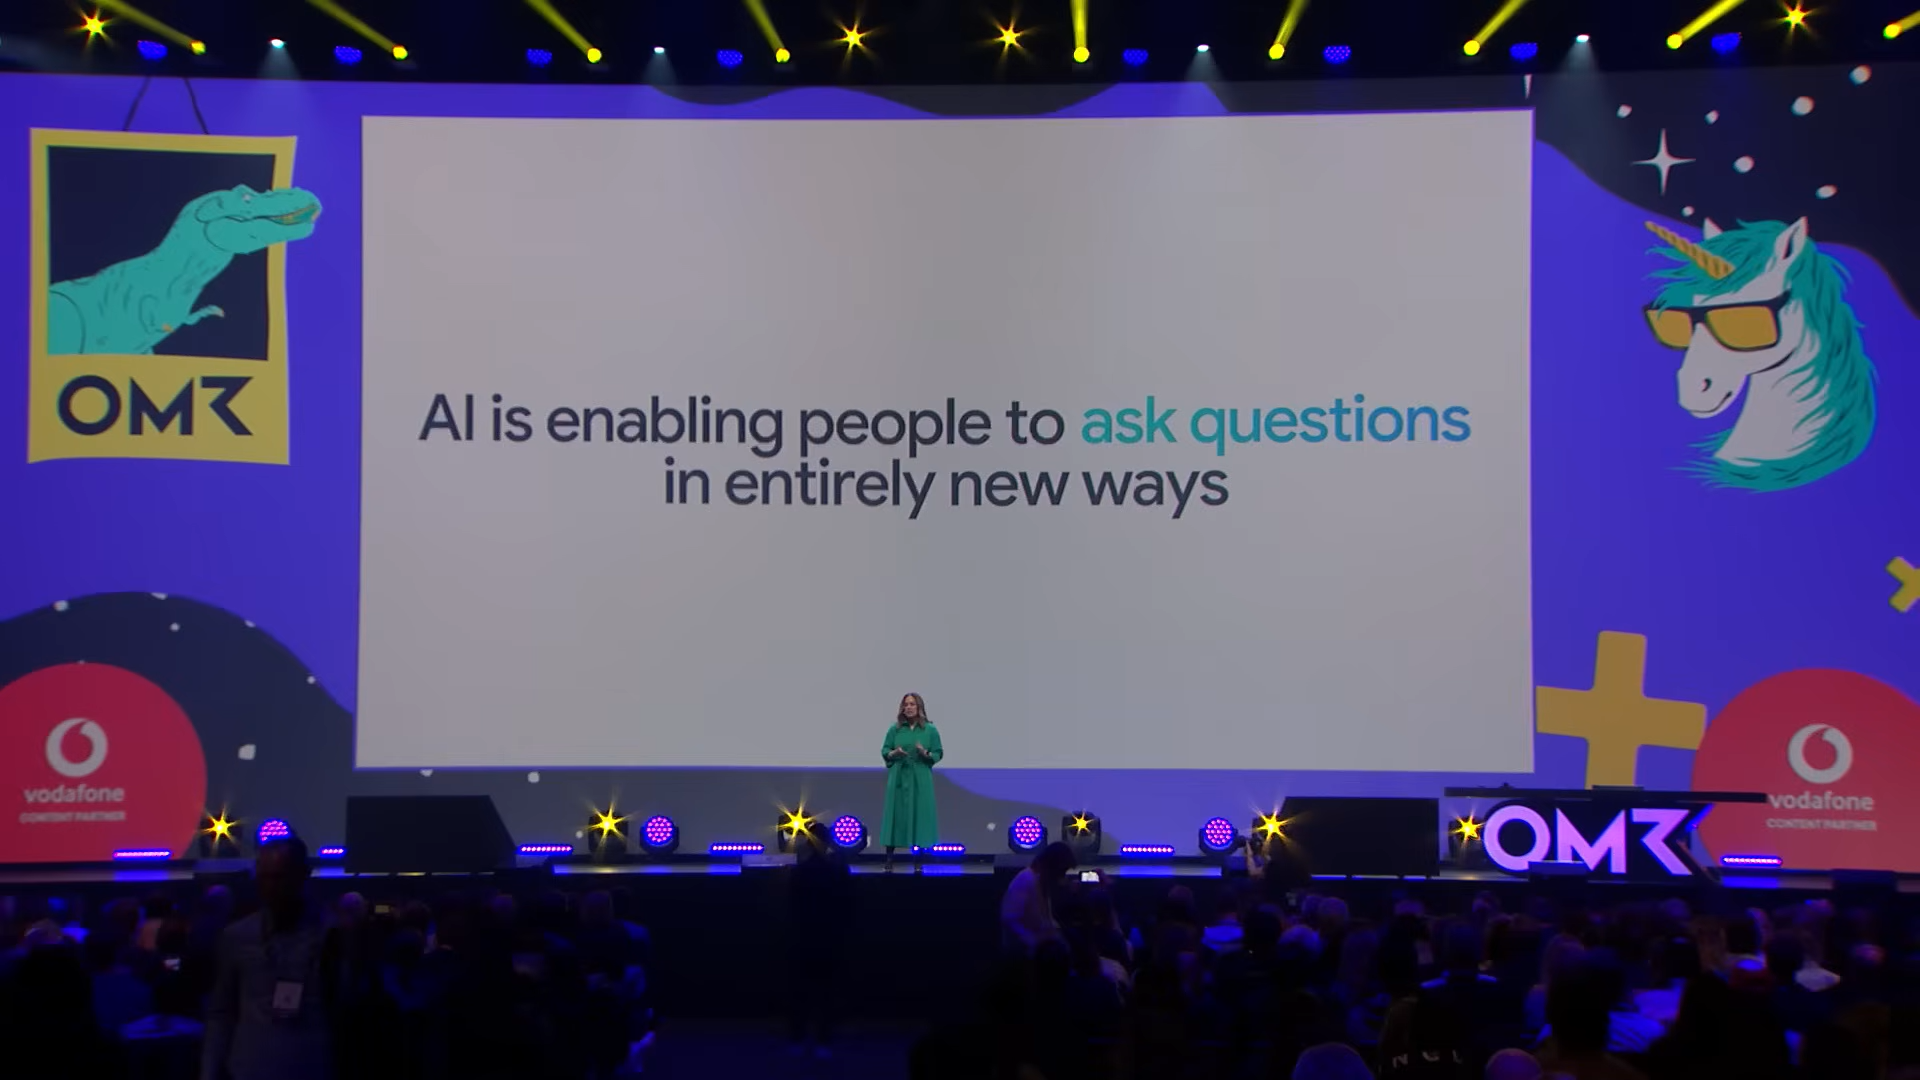 OMR
AI is enabling people to ask questions
in entirely new ways
vodafone
CONTENT PARTNER
OMR
vodafone
CONTENT PARTNER